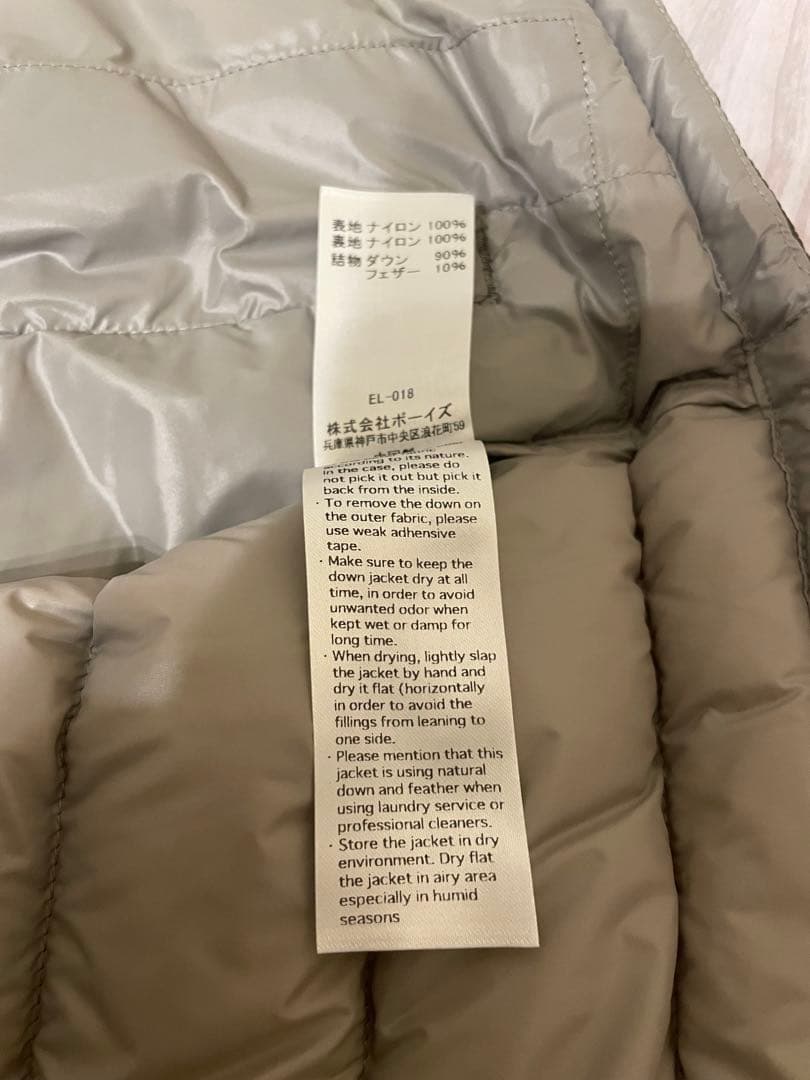 表地 ナイロン 100%
裏地 ナイロン 100%
詰物 ダウン 90%
フェザー 10%
EL-018
株式会社ボーイズ
兵庫県神戸市中央区浪花町59
according to its nature.
In the case, please do
not pick it out but pick it
back from the inside.
· To remove the down on
the outer fabric, please
use weak adhensive
tape.
· Make sure to keep the
down jacket dry at all
time, in order to avoid
unwanted odor when
kept wet or damp for
long time.
· When drying, lightly slap
the jacket by hand and
dry it flat (horizontally
in order to avoid the
fillings from leaning to
one side.
· Please mention that this
jacket is using natural
down and feather when
using laundry service or
professional cleaners.
· Store the jacket in dry
environment. Dry flat
the jacket in airy area
especially in humid
seasons